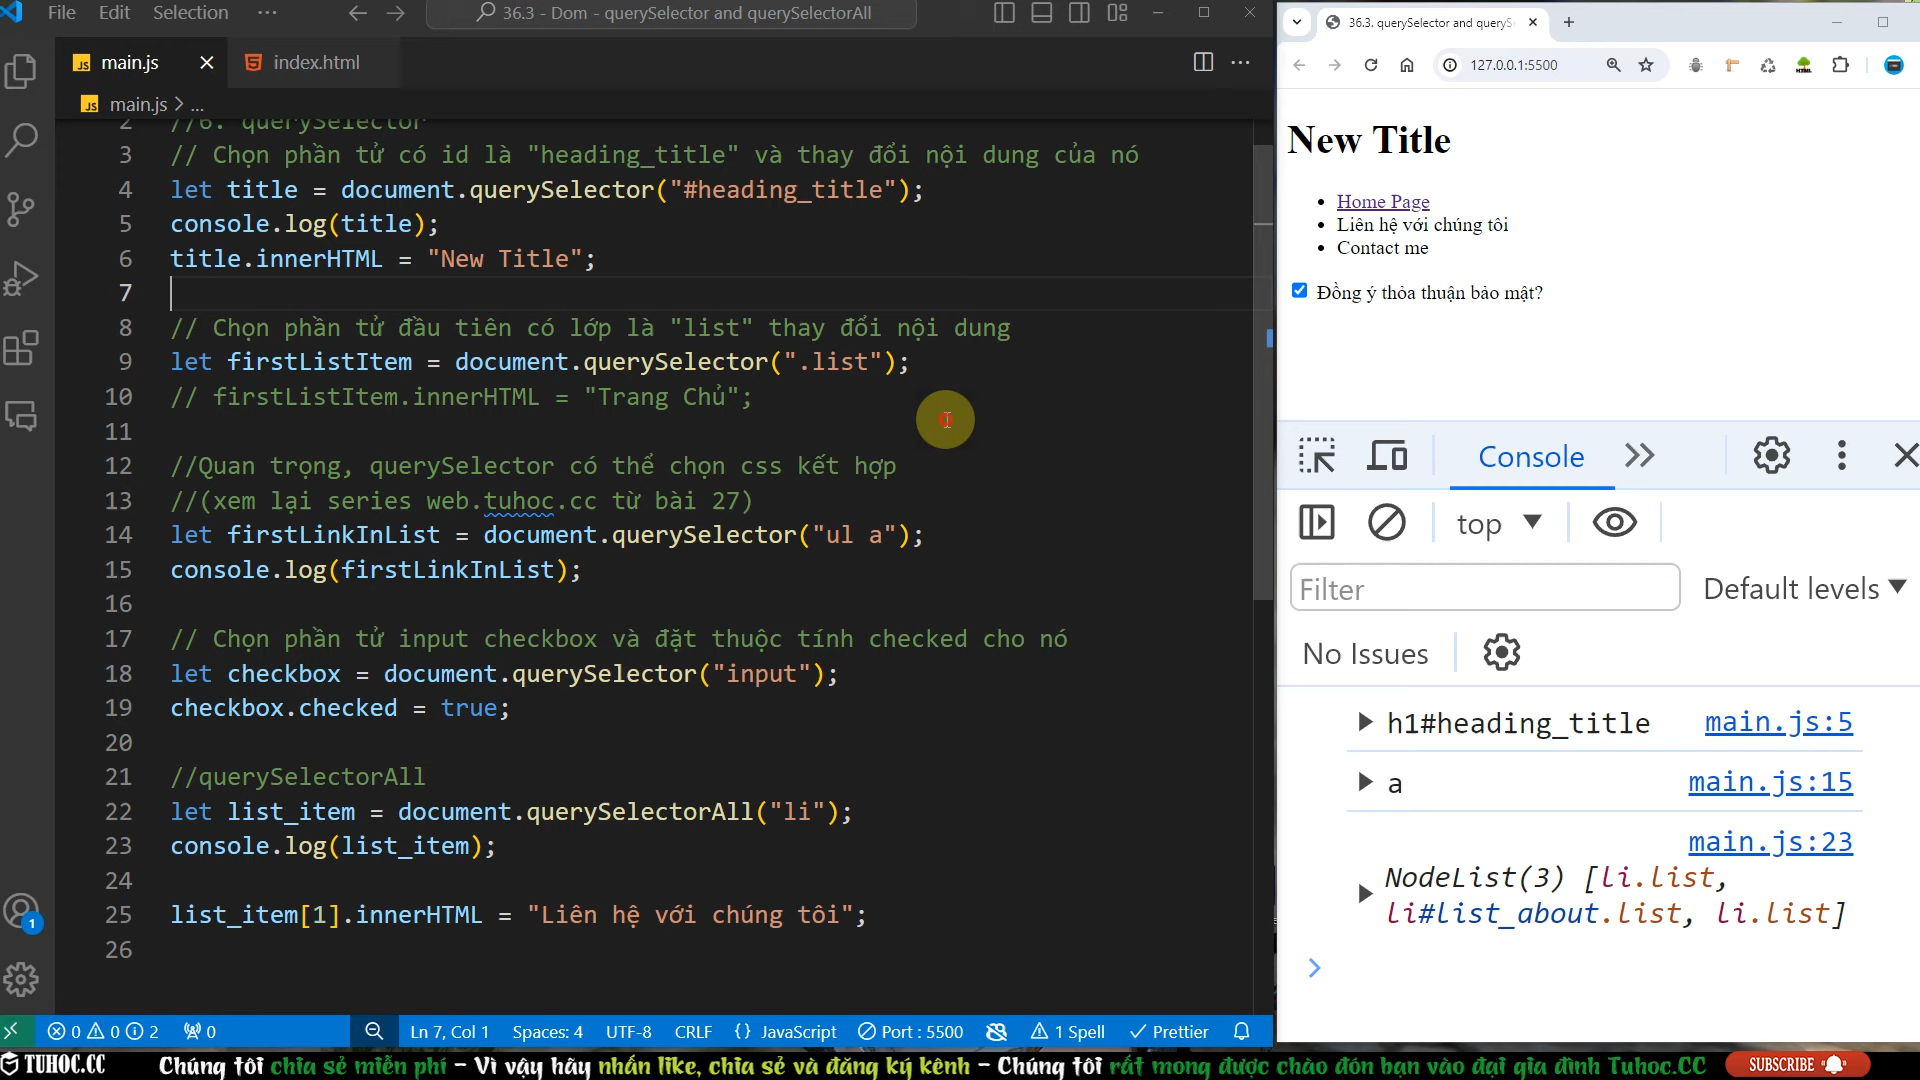 File Edit Selection ··· 36.3 - Dom - querySelector and querySelectorAll
main.js index.html
main.js > ...
2 //6. querySelector
3 // Chọn phần tử có id là "heading_title" và thay đổi nội dung của nó
4 let title = document.querySelector("#heading_title");
5 console.log(title);
6 title.innerHTML = "New Title";
7
8 // Chọn phần tử đầu tiên có lớp là "list" thay đổi nội dung
9 let firstListItem = document.querySelector(".list");
10 // firstListItem.innerHTML = "Trang Chủ";
11
12 //Quan trọng, querySelector có thể chọn css kết hợp
13 //(xem lại series web.tuhoc.cc từ bài 27)
14 let firstLinkInList = document.querySelector("ul a");
15 console.log(firstLinkInList);
16
17 // Chọn phần tử input checkbox và đặt thuộc tính checked cho nó
18 let checkbox = document.querySelector("input");
19 checkbox.checked = true;
20
21 //querySelectorAll
22 let list_item = document.querySelectorAll("li");
23 console.log(list_item);
24
25 list_item[1].innerHTML = "Liên hệ với chúng tôi";
26
1
0 0 2 0 Ln 7, Col 1 Spaces: 4 UTF-8 CRLF {} JavaScript Port : 5500 1 Spell Prettier
36.3. querySelector and queryS
127.0.0.1:5500
New Title
• Home Page
• Liên hệ với chúng tôi
• Contact me
Đồng ý thỏa thuận bảo mật?
Console
top
Filter Default levels
No Issues
h1#heading_title main.js:5
a main.js:15
main.js:23
NodeList(3) [li.list,
li#list_about.list, li.list]
TUHOC.CC Chúng tôi chia sẻ miễn phí - Vì vậy hãy nhấn like, chia sẻ và đăng ký kênh - Chúng tôi rất mong được chào đón bạn vào đại gia đình Tuhoc.CC SUBSCRIBE